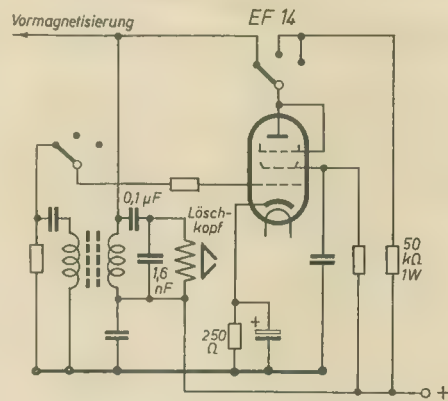 Vormagnetisierung
EF 14
0,1 µF
Lösch-
kopf
1,6
nF
250
Ω
+
50
kΩ
1W
+